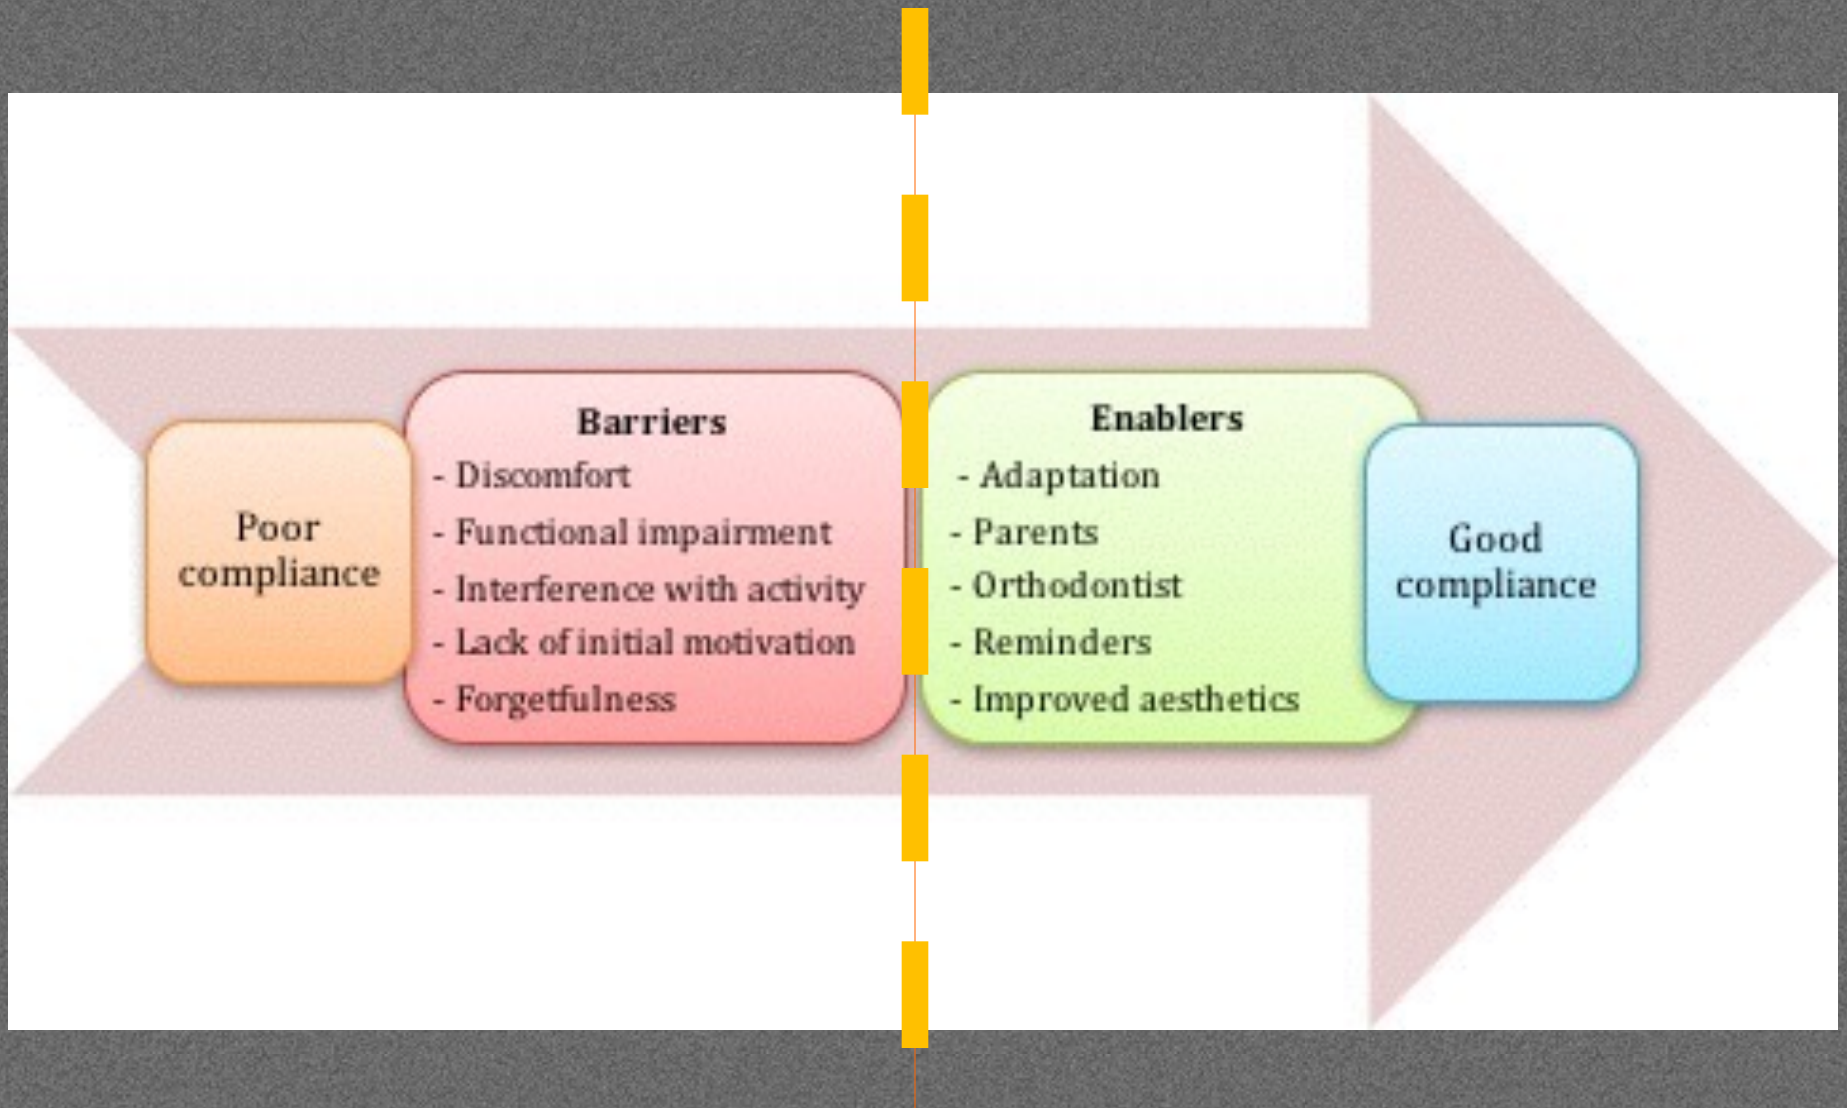 Poor
compliance
Barriers
- Discomfort
- Functional impairment
- Interference with activity
- Lack of initial motivation
- Forgetfulness
Enablers
- Adaptation
- Parents
- Orthodontist
- Reminders
- Improved aesthetics
Good
compliance